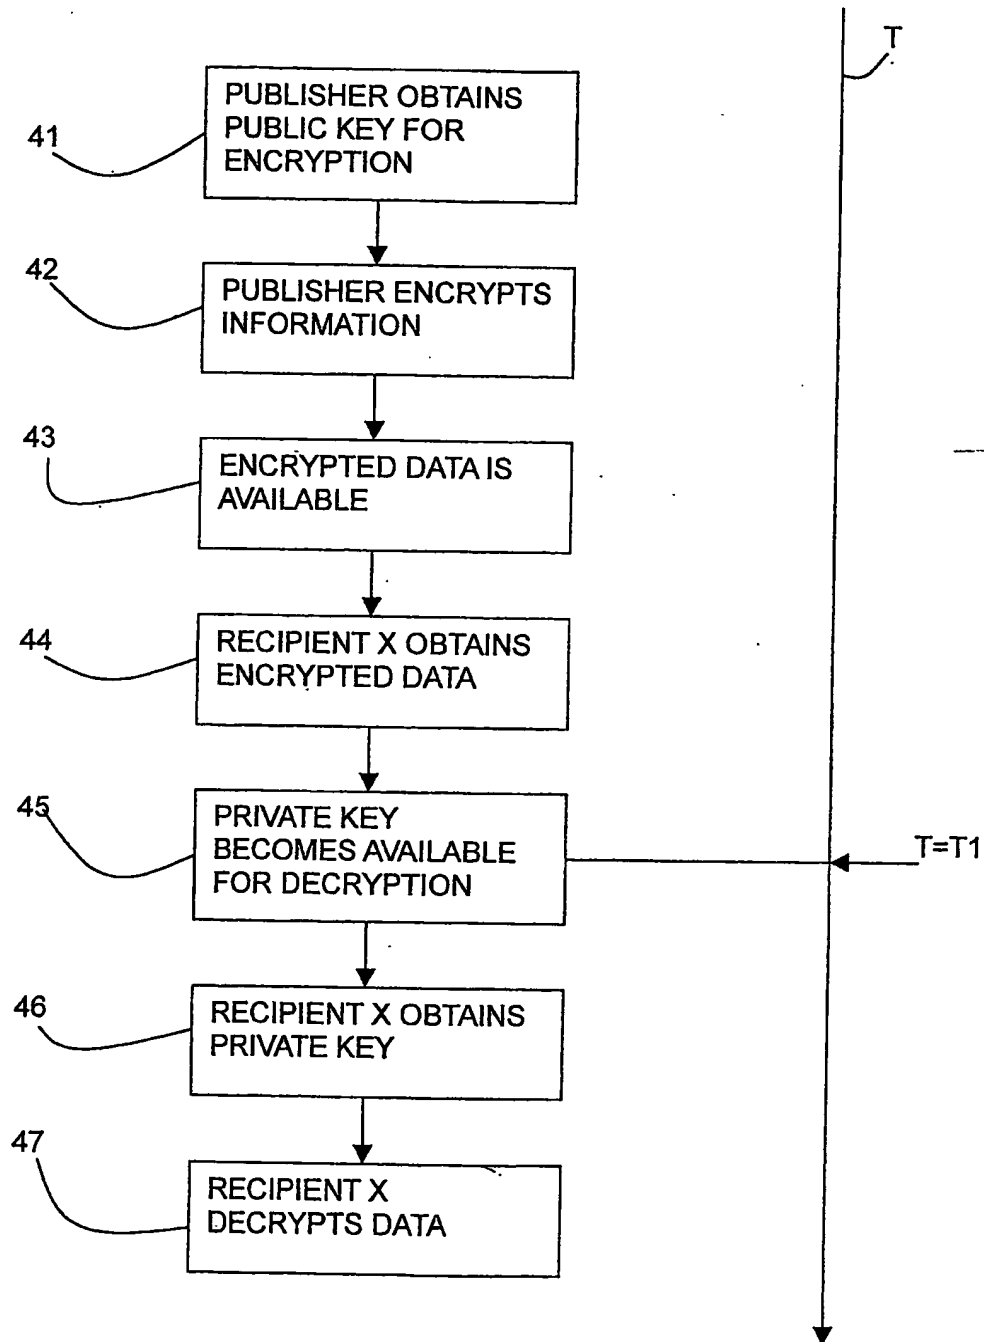 T
41
PUBLISHER OBTAINS
PUBLIC KEY FOR
ENCRYPTION
42
PUBLISHER ENCRYPTS
INFORMATION
43
ENCRYPTED DATA IS
AVAILABLE
44
RECIPIENT X OBTAINS
ENCRYPTED DATA
45
PRIVATE KEY
BECOMES AVAILABLE
FOR DECRYPTION
T=T1
46
RECIPIENT X OBTAINS
PRIVATE KEY
47
RECIPIENT X
DECRYPTS DATA